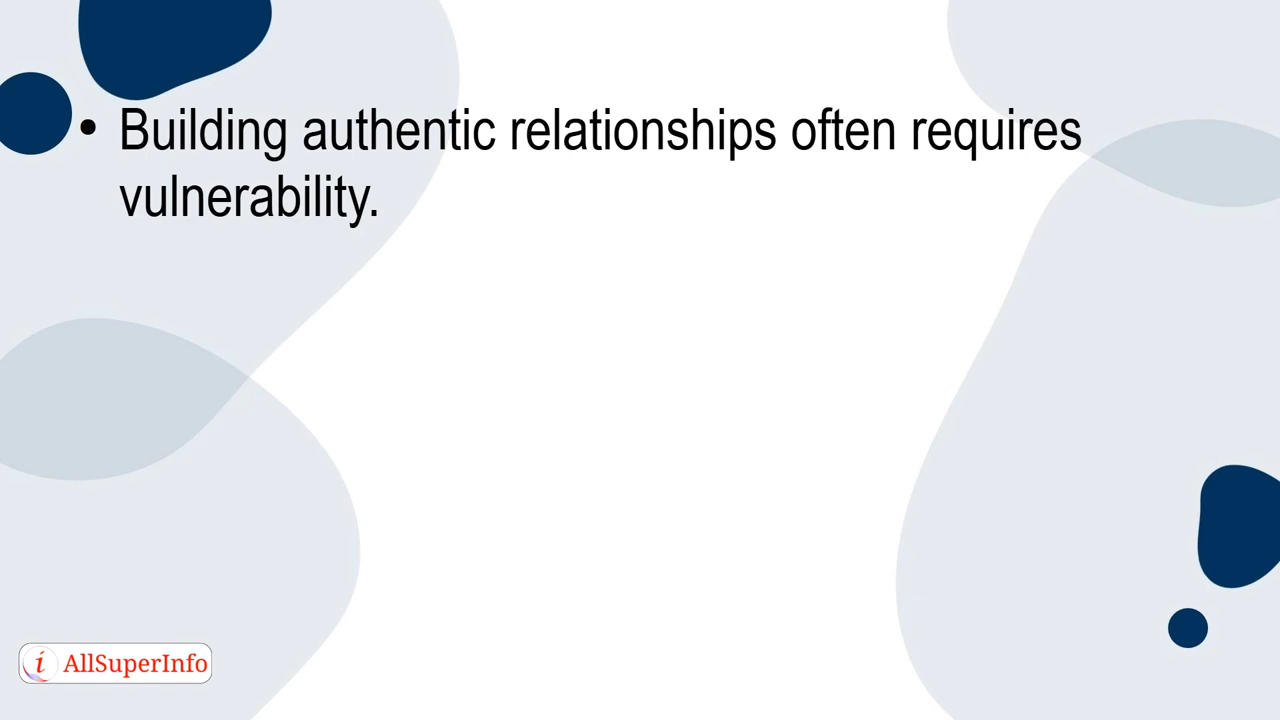 • Building authentic relationships often requires
vulnerability.
i AllSuperInfo